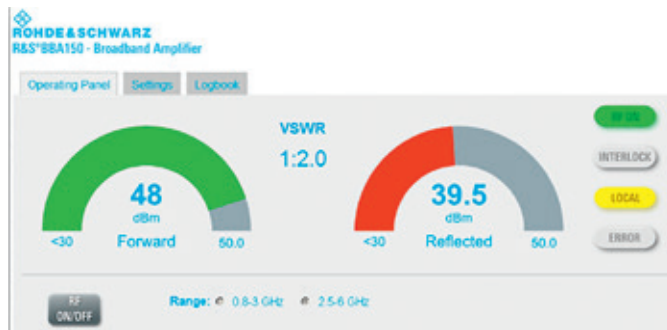 ROHDE&SCHWARZ
R&S®BBA150 - Broadband Amplifier
Operating Panel Settings Logbook
VSWR
1:2.0
RF ON
INTERLOCK
LOCAL
ERROR
48
dBm
<30 Forward 50.0
39.5
dBm
<30 Reflected 50.0
RF
ON/OFF
Range: 0.8-3 GHz 2.5-6 GHz